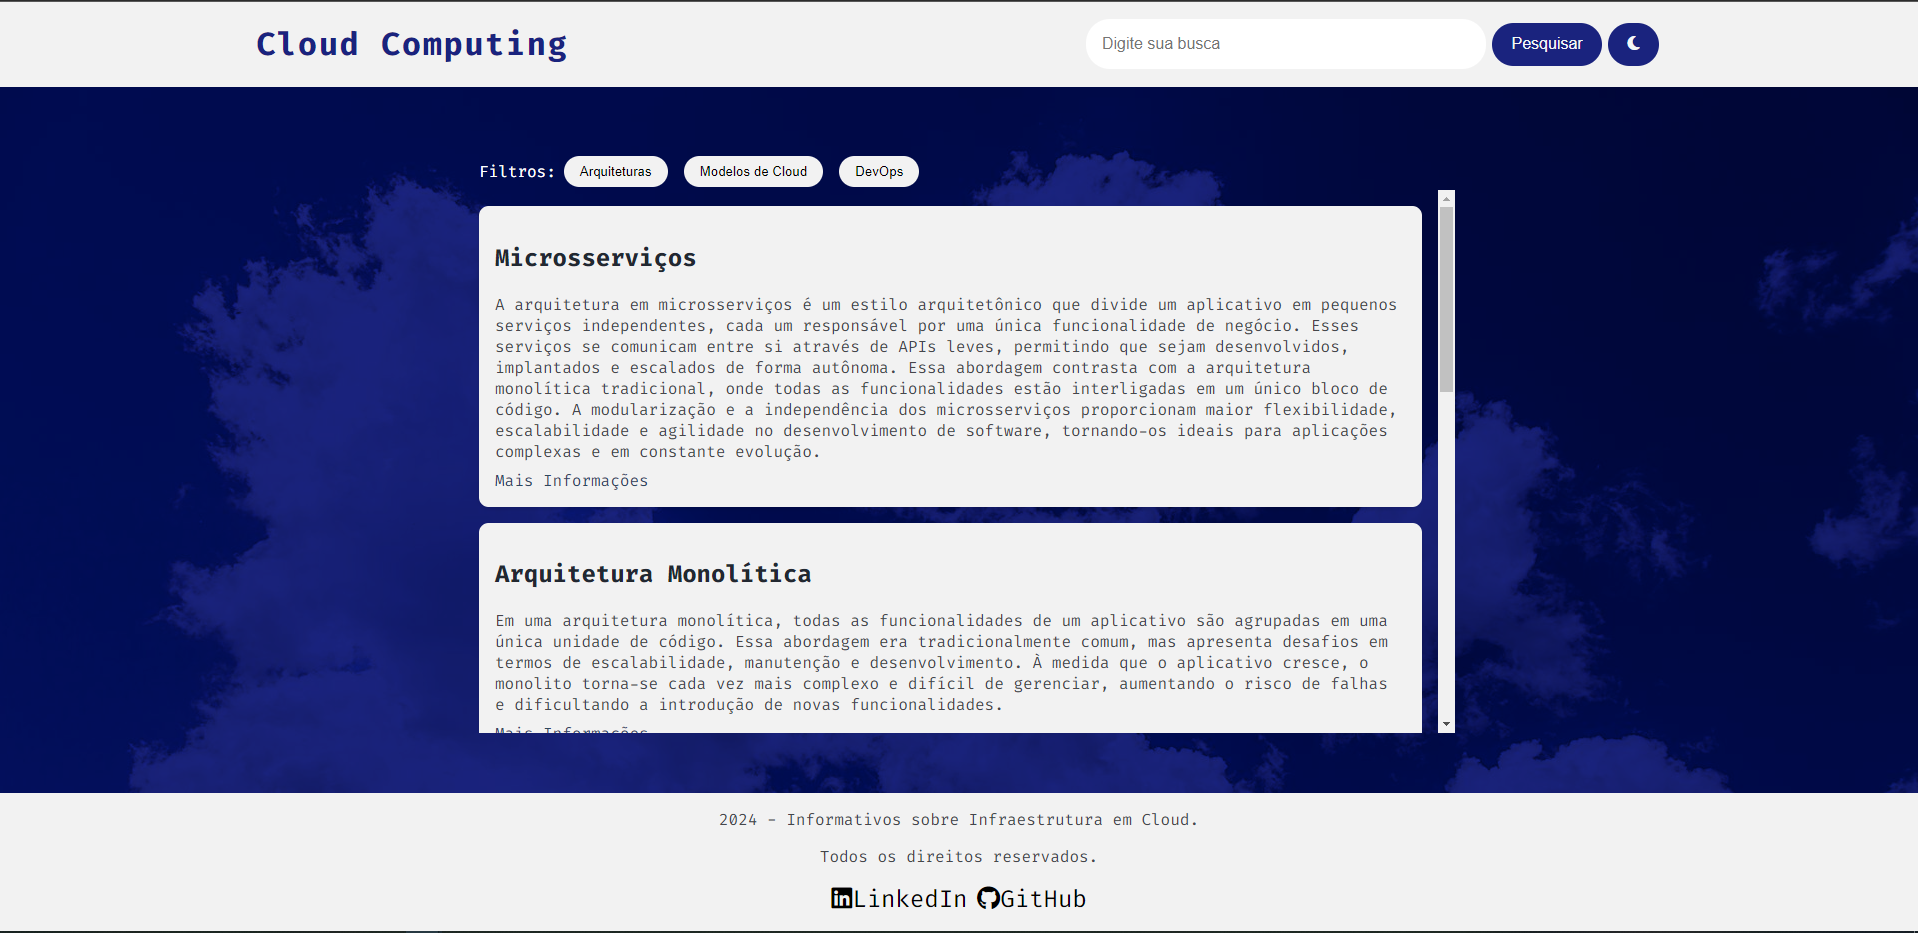 Cloud Computing
Digite sua busca
Pesquisar
Filtros:
Arquiteturas
Modelos de Cloud
DevOps
Microsserviços
A arquitetura em microsserviços é um estilo arquitetônico que divide um aplicativo em pequenos
serviços independentes, cada um responsável por uma única funcionalidade de negócio. Esses
serviços se comunicam entre si através de APIs leves, permitindo que sejam desenvolvidos,
implantados e escalados de forma autônoma. Essa abordagem contrasta com a arquitetura
monolítica tradicional, onde todas as funcionalidades estão interligadas em um único bloco de
código. A modularização e a independência dos microsserviços proporcionam maior flexibilidade,
escalabilidade e agilidade no desenvolvimento de software, tornando-os ideais para aplicações
complexas e em constante evolução.
Mais Informações
Arquitetura Monolítica
Em uma arquitetura monolítica, todas as funcionalidades de um aplicativo são agrupadas em uma
única unidade de código. Essa abordagem era tradicionalmente comum, mas apresenta desafios em
termos de escalabilidade, manutenção e desenvolvimento. À medida que o aplicativo cresce, o
monolito torna-se cada vez mais complexo e difícil de gerenciar, aumentando o risco de falhas
e dificultando a introdução de novas funcionalidades.
Mais Informações
2024 - Informativos sobre Infraestrutura em Cloud.
Todos os direitos reservados.
LinkedIn GitHub